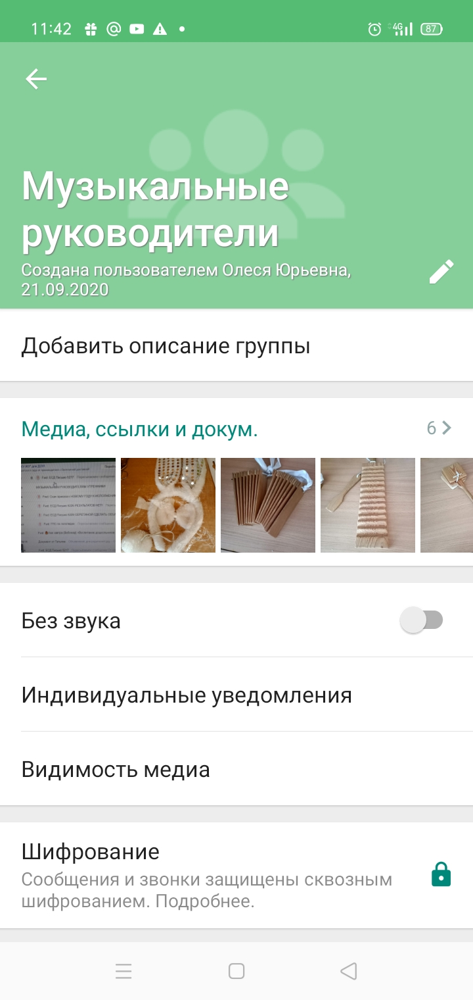 11:42
4G
87
Музыкальные
руководители
Создана пользователем Олеся Юрьевна,
21.09.2020
Добавить описание группы
Медиа, ссылки и докум.
6
Без звука
Индивидуальные уведомления
Видимость медиа
Шифрование
Сообщения и звонки защищены сквозным
шифрованием. Подробнее.